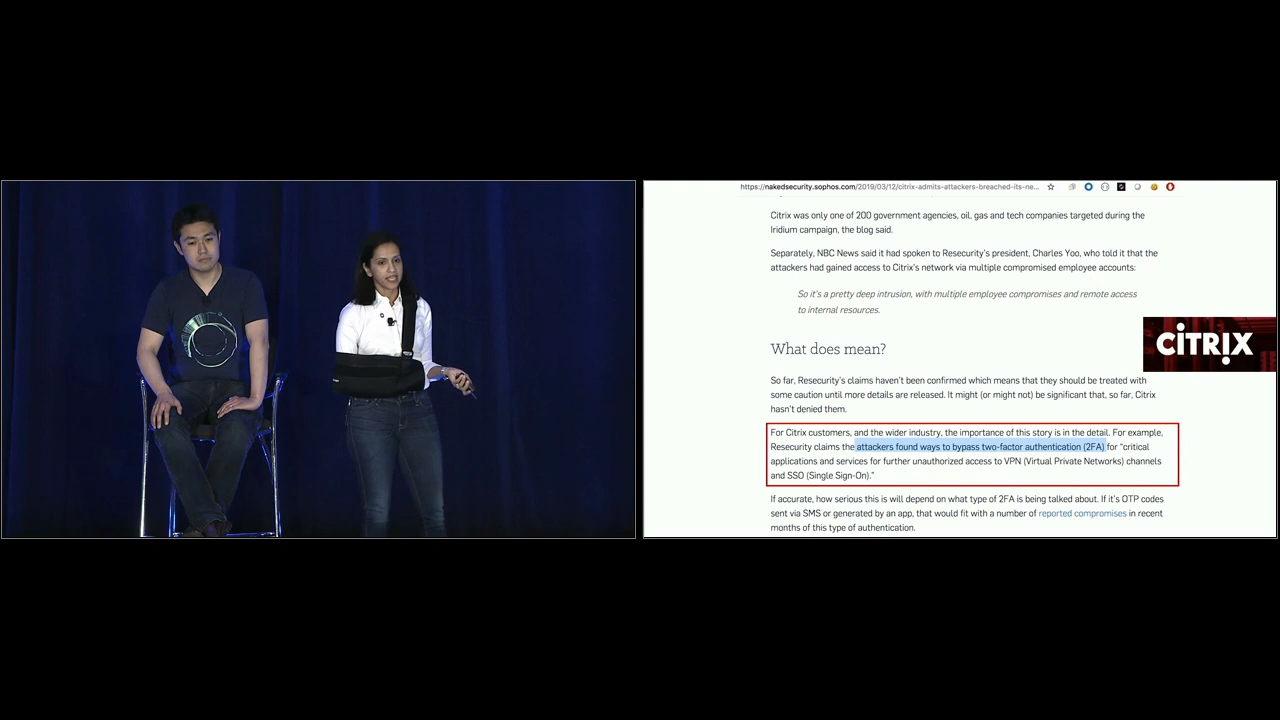 https://nakedsecurity.sophos.com/2019/03/12/citrix-admits-attackers-breached-its-ne...
Citrix was only one of 200 government agencies, oil, gas and tech companies targeted during the
Iridium campaign, the blog said.
Separately, NBC News said it had spoken to Resecurity's president, Charles Yoo, who told it that the
attackers had gained access to Citrix's network via multiple compromised employee accounts:
So it's a pretty deep intrusion, with multiple employee compromises and remote access
to internal resources.
CITRIX
What does mean?
So far, Resecurity's claims haven't been confirmed which means that they should be treated with
some caution until more details are released. It might (or might not) be significant that, so far, Citrix
hasn't denied them.
For Citrix customers, and the wider industry, the importance of this story is in the detail. For example,
Resecurity claims the attackers found ways to bypass two-factor authentication (2FA) for "critical
applications and services for further unauthorized access to VPN (Virtual Private Networks) channels
and SSO (Single Sign-On)."
If accurate, how serious this is will depend on what type of 2FA is being talked about. If it's OTP codes
sent via SMS or generated by an app, that would fit with a number of reported compromises in recent
months of this type of authentication.